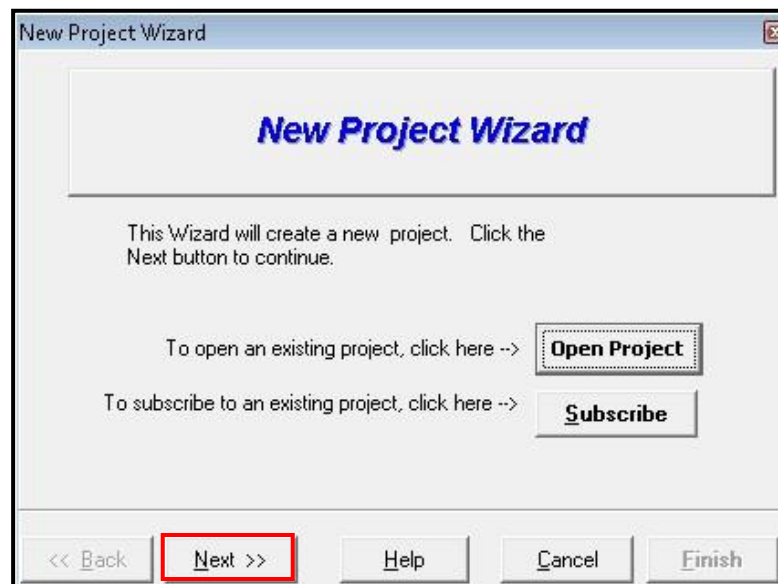 New Project Wizard
New Project Wizard
This Wizard will create a new project. Click the
Next button to continue.
To open an existing project, click here --> Open Project
To subscribe to an existing project, click here --> Subscribe
<< Back Next >> Help Cancel Finish